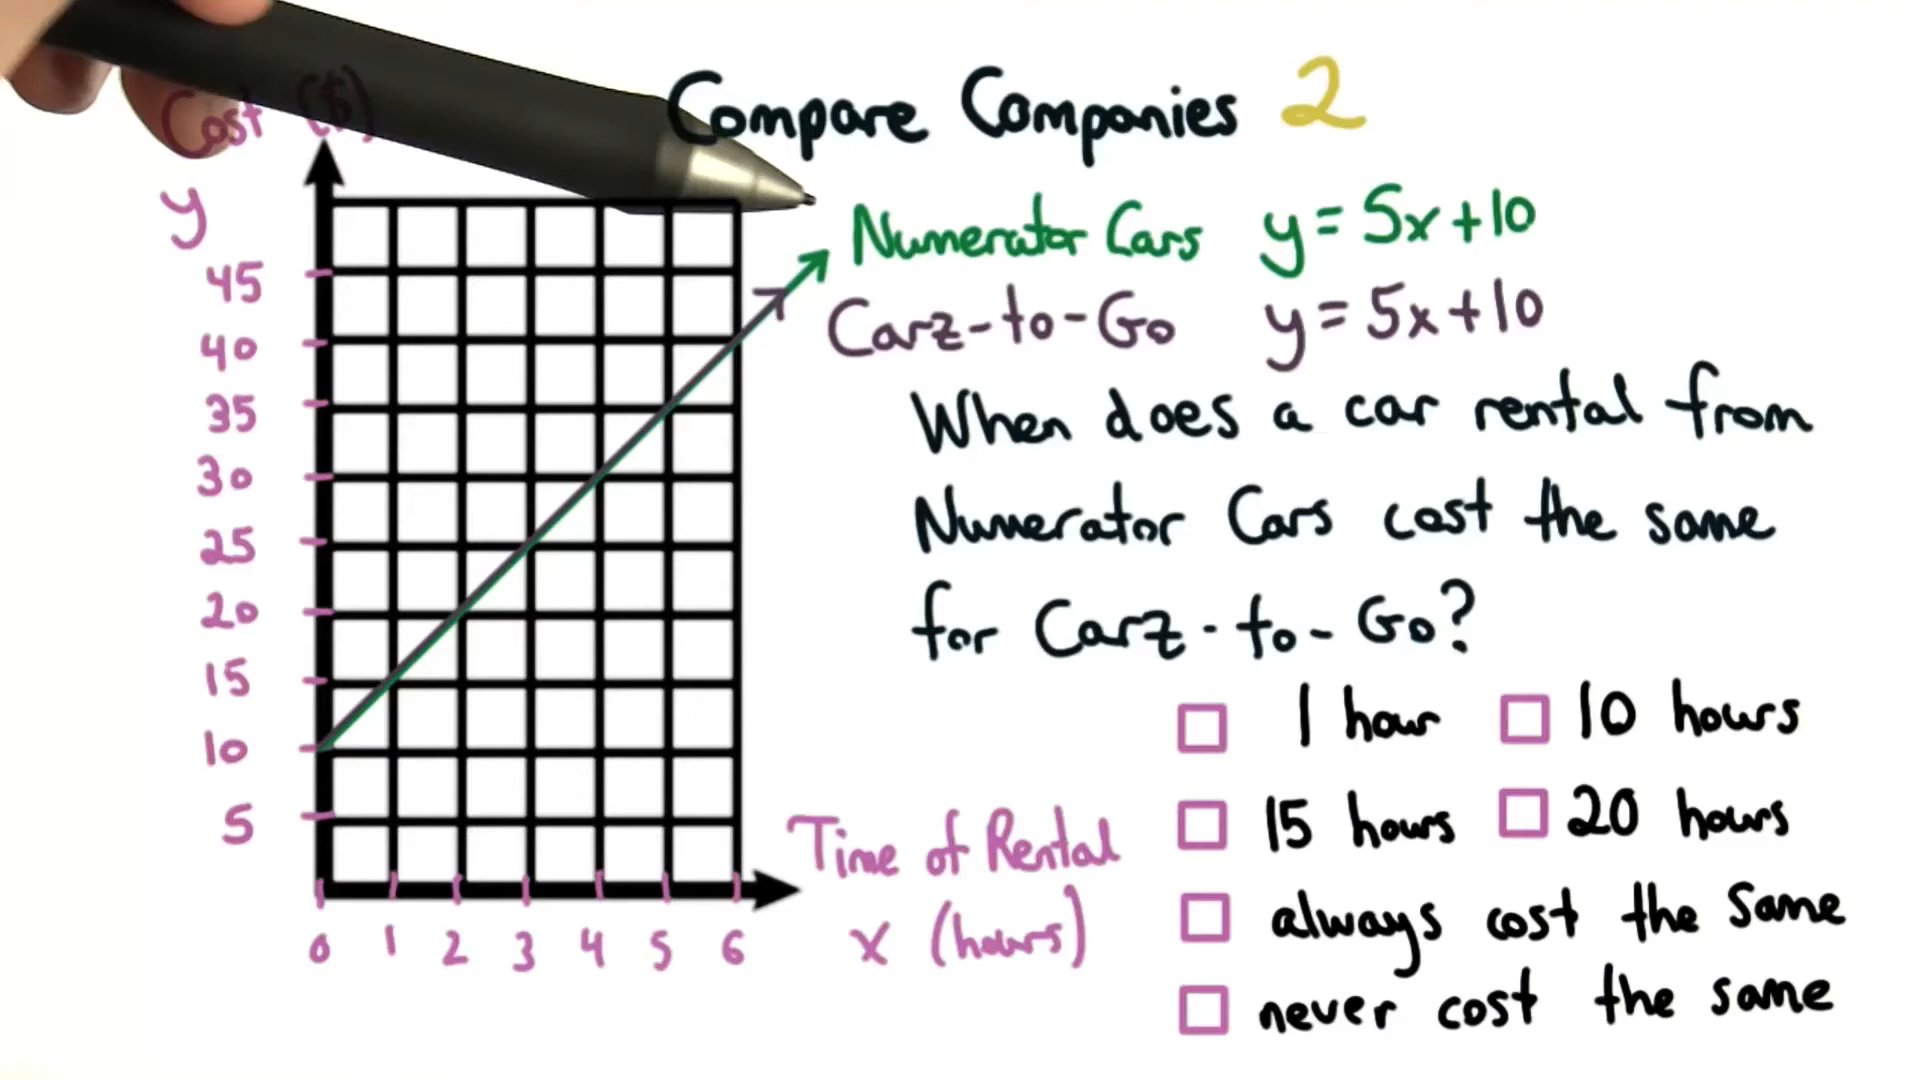 Compare Companies 2
Cost ($)
y
Numerator Cars y = 5x + 10
Carz-to-Go y = 5x + 10
When does a car rental from
Numerator Cars cost the same
for Carz-to-Go?
1 hour 10 hours
15 hours 20 hours
always cost the same
never cost the same
45
40
35
30
25
20
15
10
5
0 1 2 3 4 5 6
Time of Rental
x (hours)